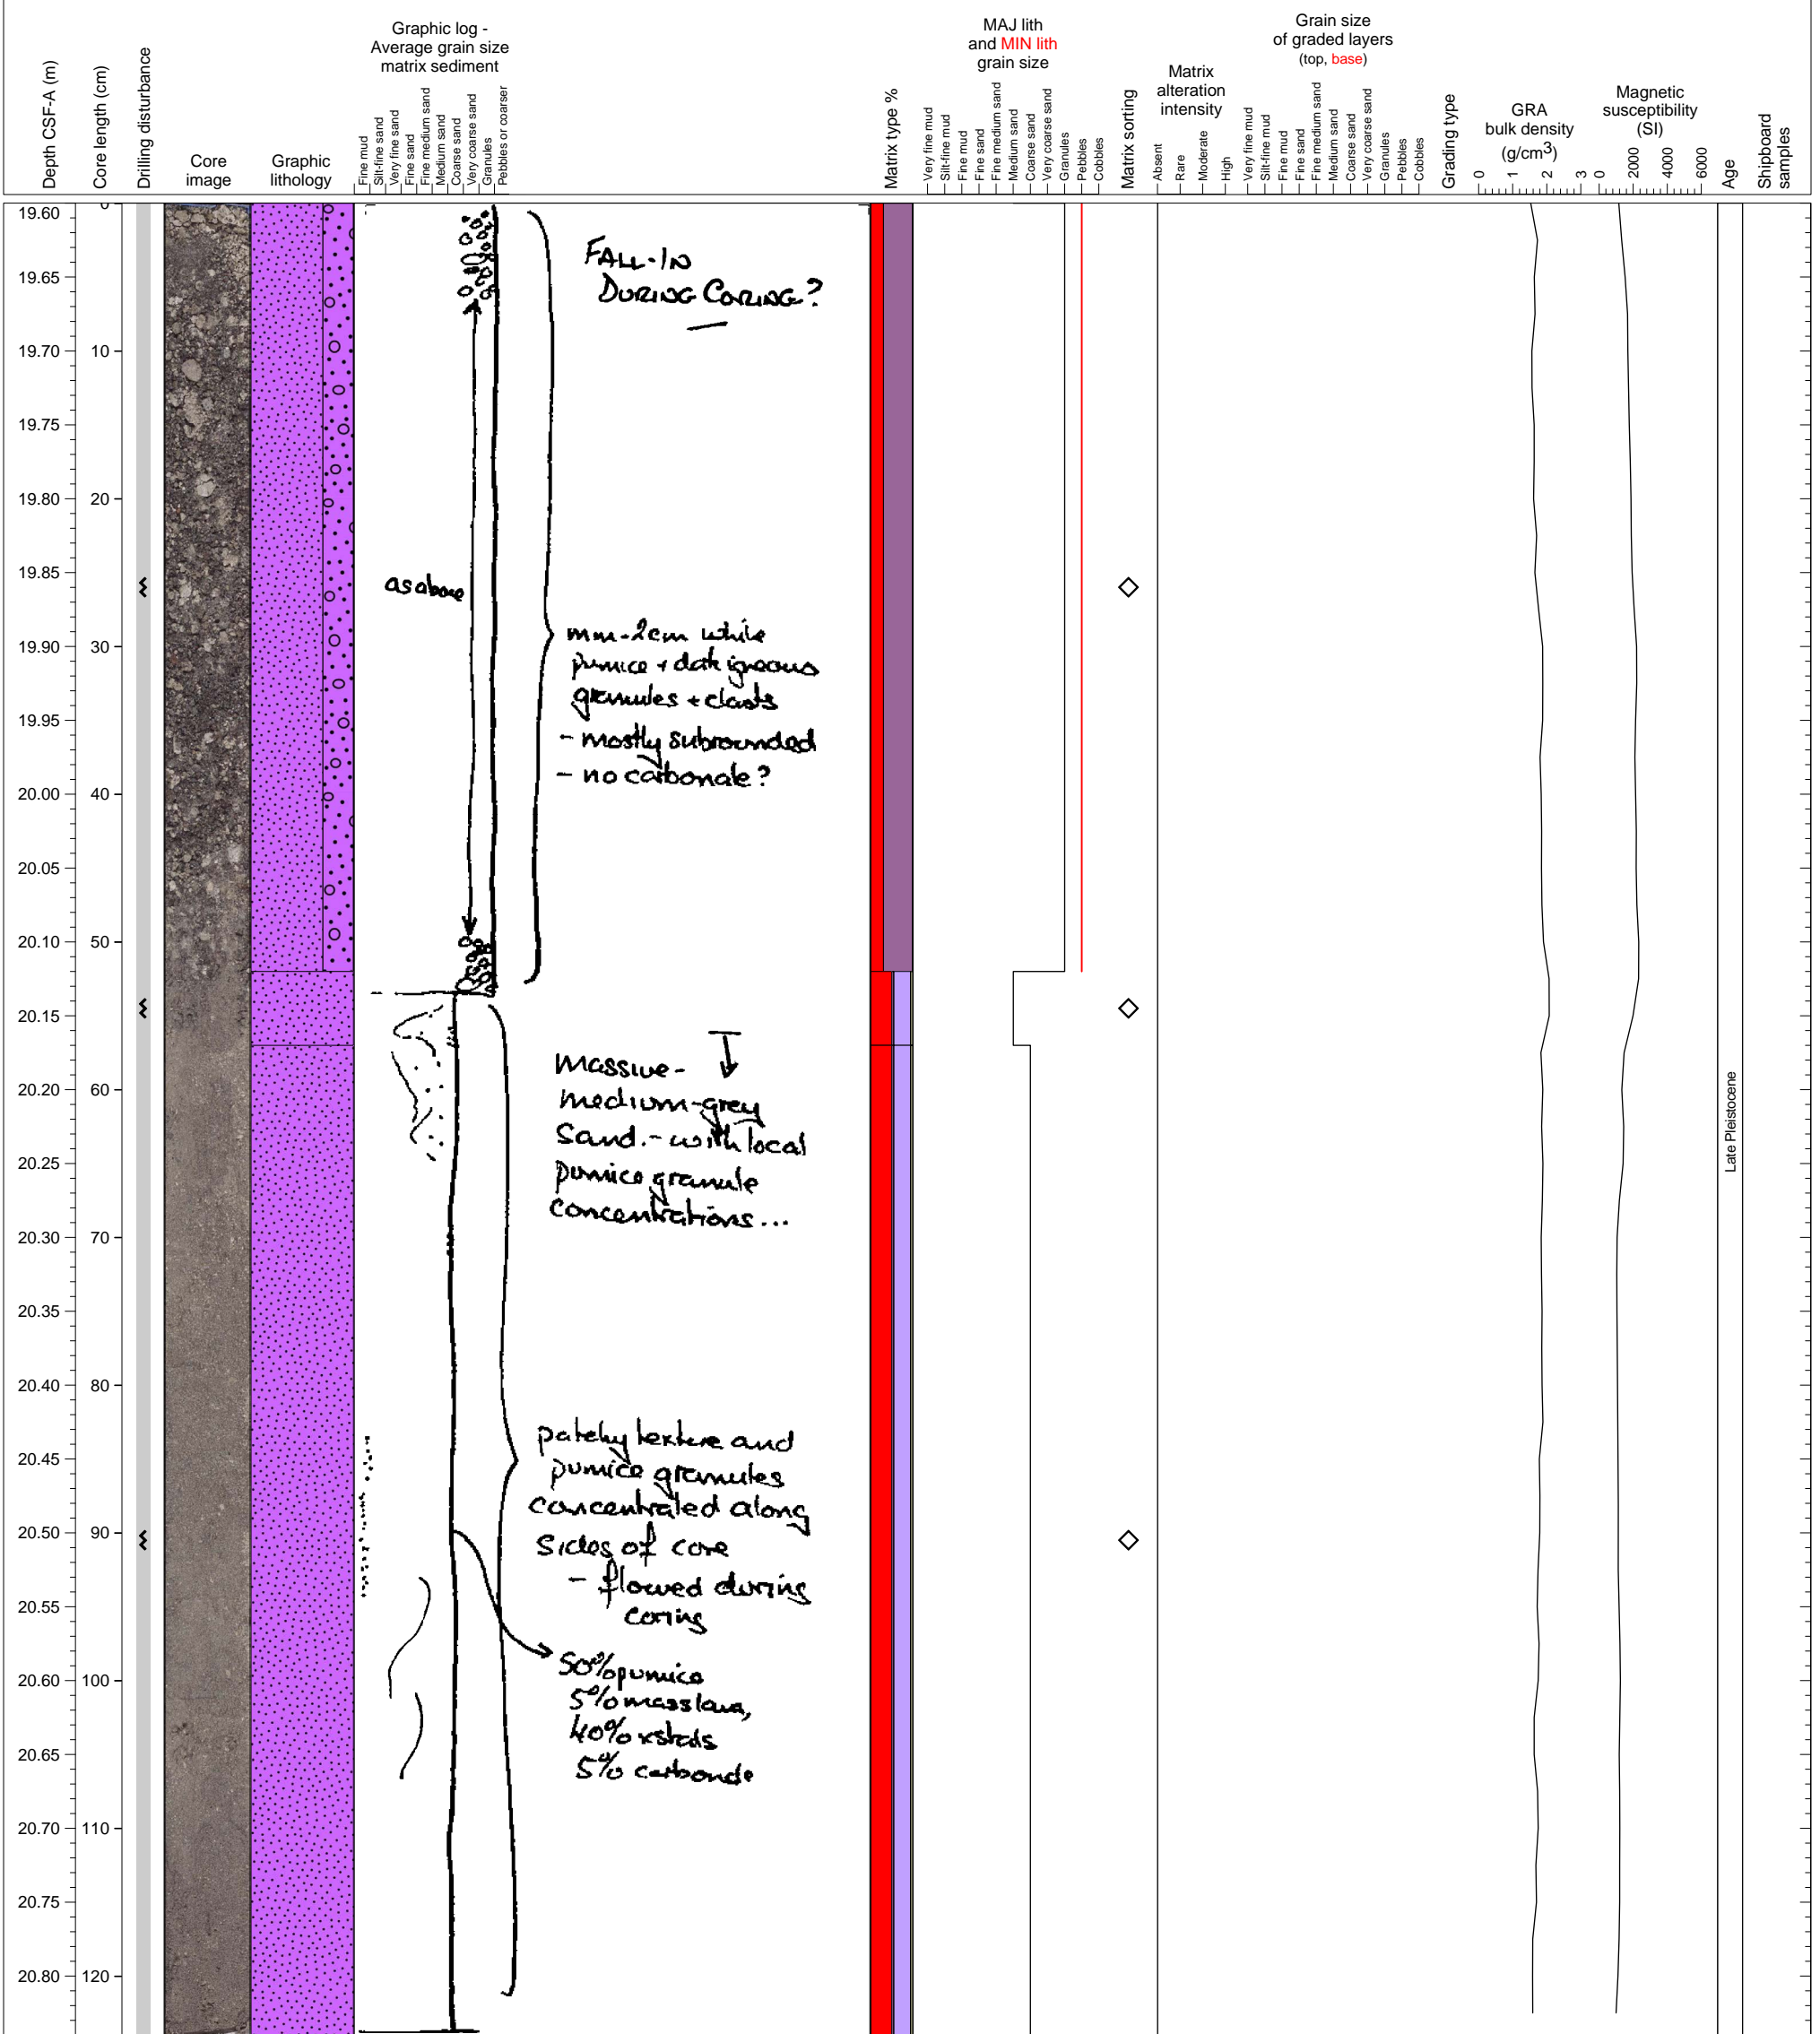 Depth CSF-A (m)
Core length (cm)
Drilling disturbance
Core
image
Graphic
lithology
Graphic log -
Average grain size
matrix sediment
Fine mud
Silt-fine sand
Very fine sand
Fine sand
Fine medium sand
Medium sand
Coarse sand
Very coarse sand
Granules
Pebbles or coarser
Matrix type %
MAJ lith
and MIN lith
grain size
Very fine mud
Silt-fine mud
Fine mud
Fine sand
Fine medium sand
Medium sand
Coarse sand
Very coarse sand
Granules
Pebbles
Cobbles
Matrix sorting
Matrix
alteration
intensity
Absent
Rare
Moderate
High
Grain size
of graded layers
(top, base)
Very fine mud
Silt-fine mud
Fine mud
Fine sand
Fine medium sand
Medium sand
Coarse sand
Very coarse sand
Granules
Pebbles
Cobbles
Grading type
GRA
bulk density
(g/cm3)
0
1
2
3
Magnetic
susceptibility
(SI)
0
2000
4000
6000
Age
Shipboard
samples
19.60
0
19.65
19.70
10
19.75
19.80
20
19.85
19.90
30
19.95
20.00
40
20.05
20.10
50
20.15
20.20
60
20.25
20.30
70
20.35
20.40
80
20.45
20.50
90
20.55
20.60
100
20.65
20.70
110
20.75
20.80
120
FALL-IN
DURING CORING?
as above
mm-2cm white
pumice + dark igneous
granules + clasts
- mostly subrounded
- no carbonate?
Massive-
medium-grey
Sand.- with local
pumice granule
concentrations...
patchy texture and
pumice granules
concentrated along
sides of core
- flowed during
coring
50% pumice
5% mass lava,
40% xstals
5% carbonate
Late Pleistocene